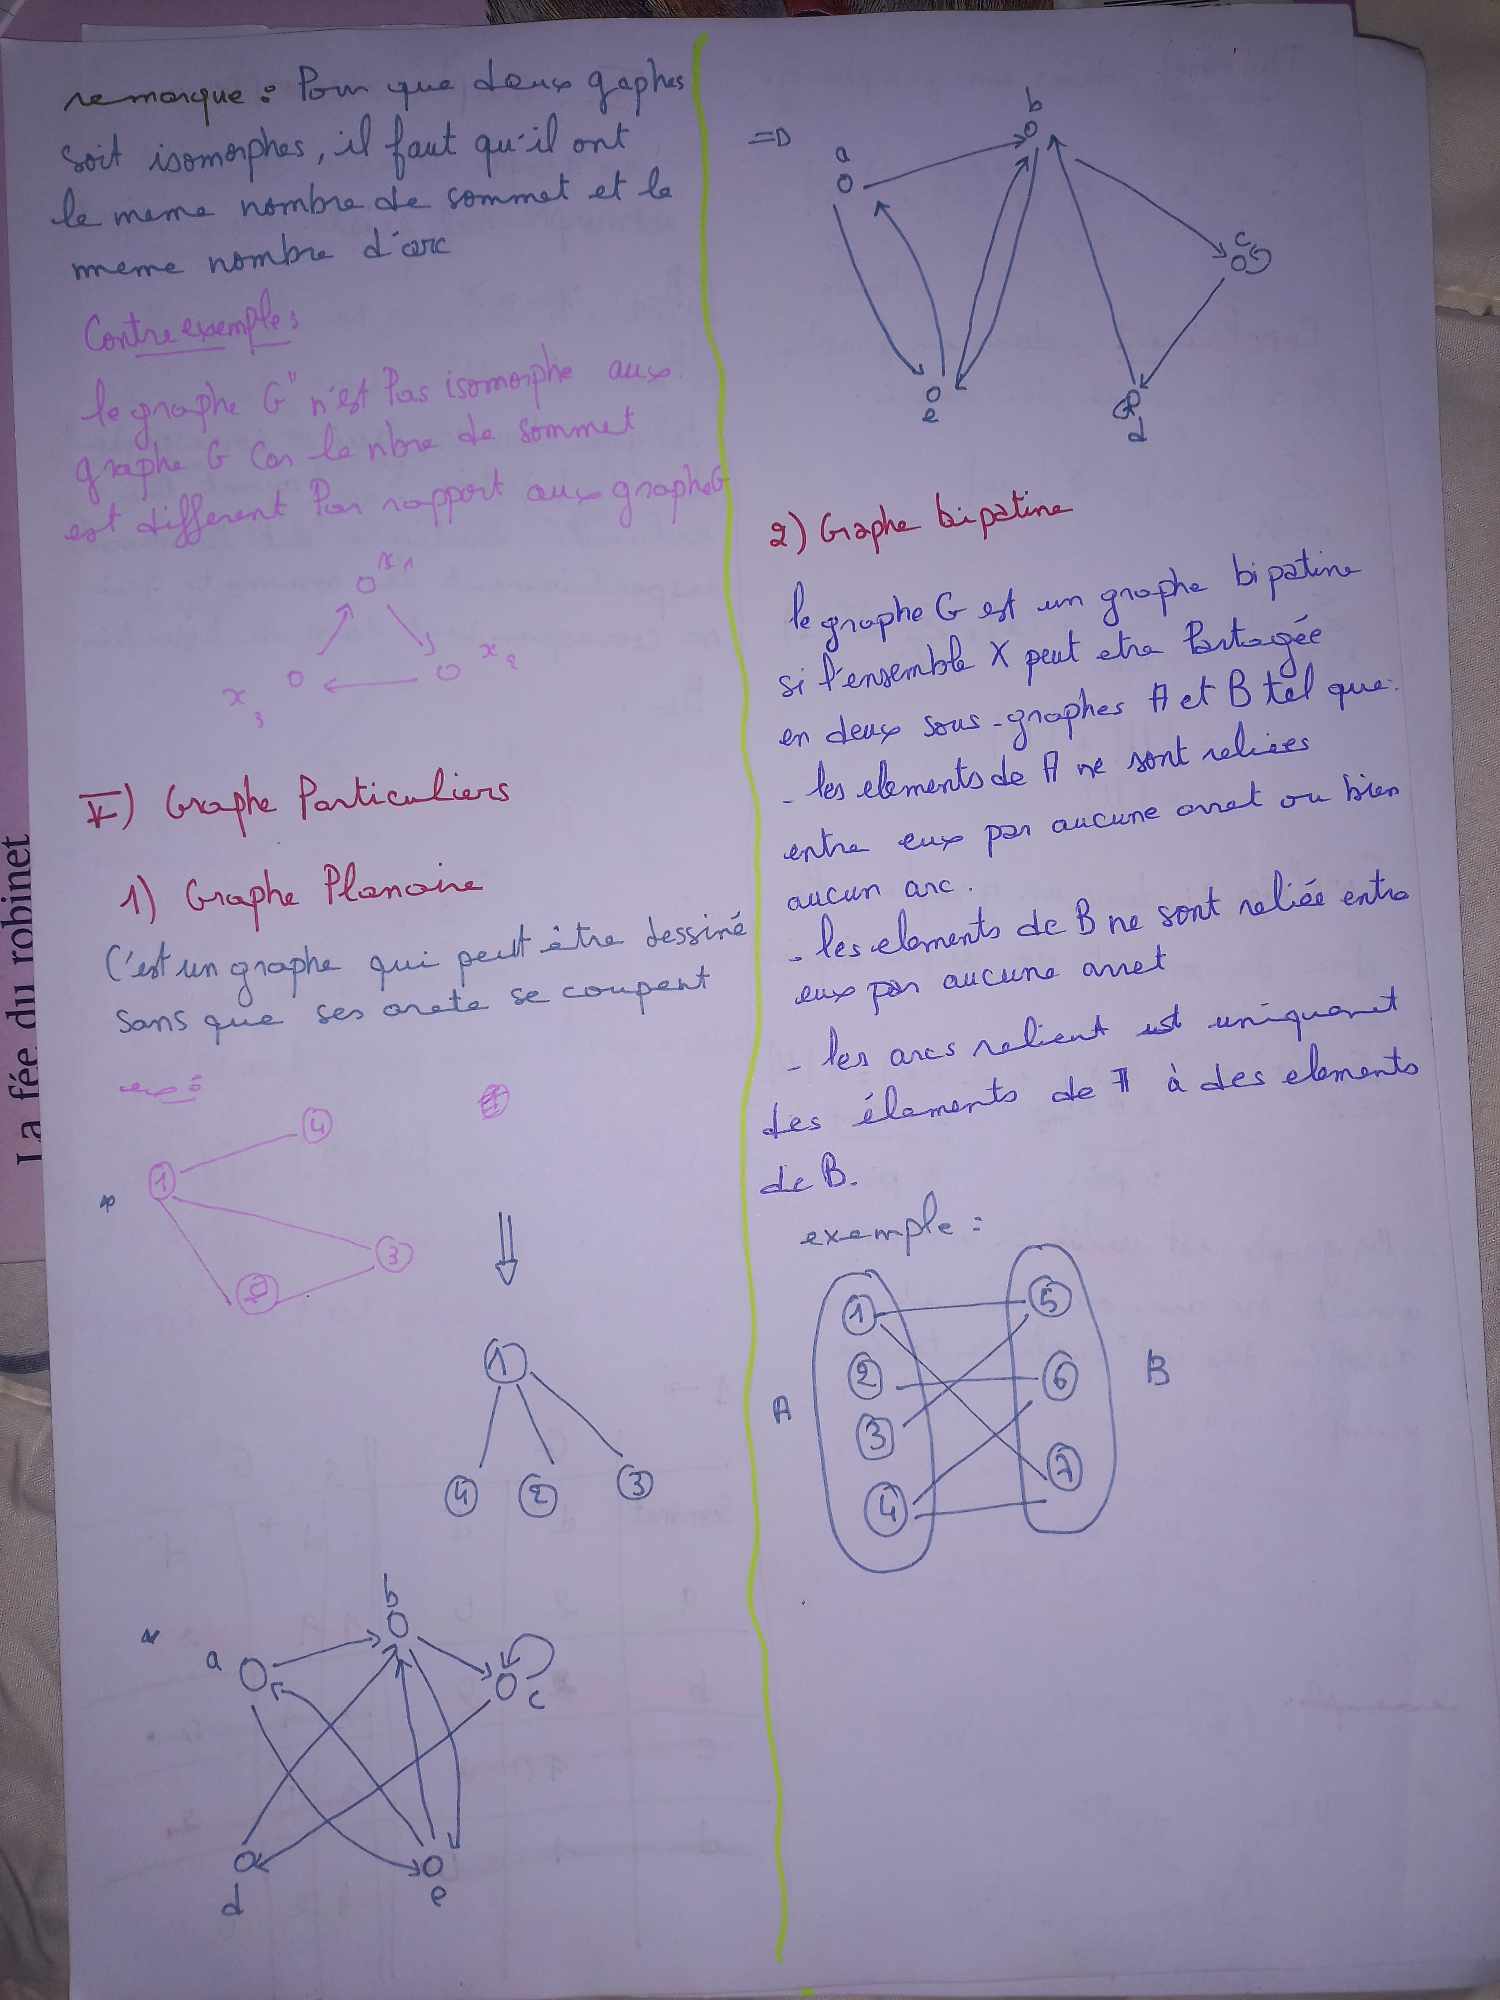 La fée du robinet
remarque : Pour que deux gaphes
soit isomorphes, il faut qu'il ont
le meme nombre de sommet et le
meme nombre d'arc
Contre exemples
le graphe G" n'est Pas isomorphe aux
graphe G Car le nbre de sommet
est different Par rapport aux graphe G
x1
x2
x3
V) Graphe Particuliers
1) Graphe Planaire
C'est un graphe qui peut être dessiné
sans que ses arete se coupent
exp :
4
1
3
2
1
4 2 3
b
a
c
d
e
=D
b
a
c
e
d
2) Graphe bipatine
le graphe G est un graphe bipatine
si l'ensemble X peut etre Partagée
en deux sous-graphes A et B tel que:
- les elements de A ne sont reliees
entre eux par aucune arret ou bien
aucun arc.
- les elements de B ne sont reliée entre
eux par aucune arret
- les arcs relient est uniquement
des élements de A à des elements
de B.
exemple :
1 5
2 6
3
4 7
A
B